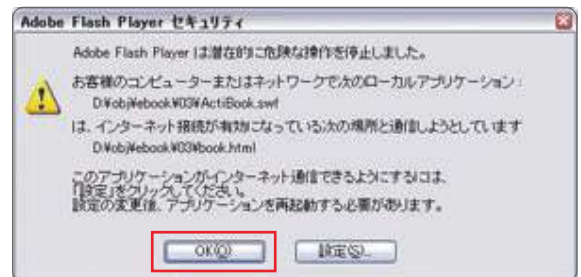 Adobe Flash Player セキュリティ
Adobe Flash Player は潜在的に危険な操作を停止しました。
お客様のコンピューターまたはネットワークで次のローカルアプリケーション:
D:¥obj¥ebook¥03¥ActiBook.swf
は、インターネット接続が有効になっている次の場所と通信しようとしています
D:¥obj¥ebook¥03¥book.html
このアプリケーションがインターネット通信できるようにするには、
「設定」をクリックしてください。
設定の変更後、アプリケーションを再起動する必要があります。
OK(O)
設定(S)...